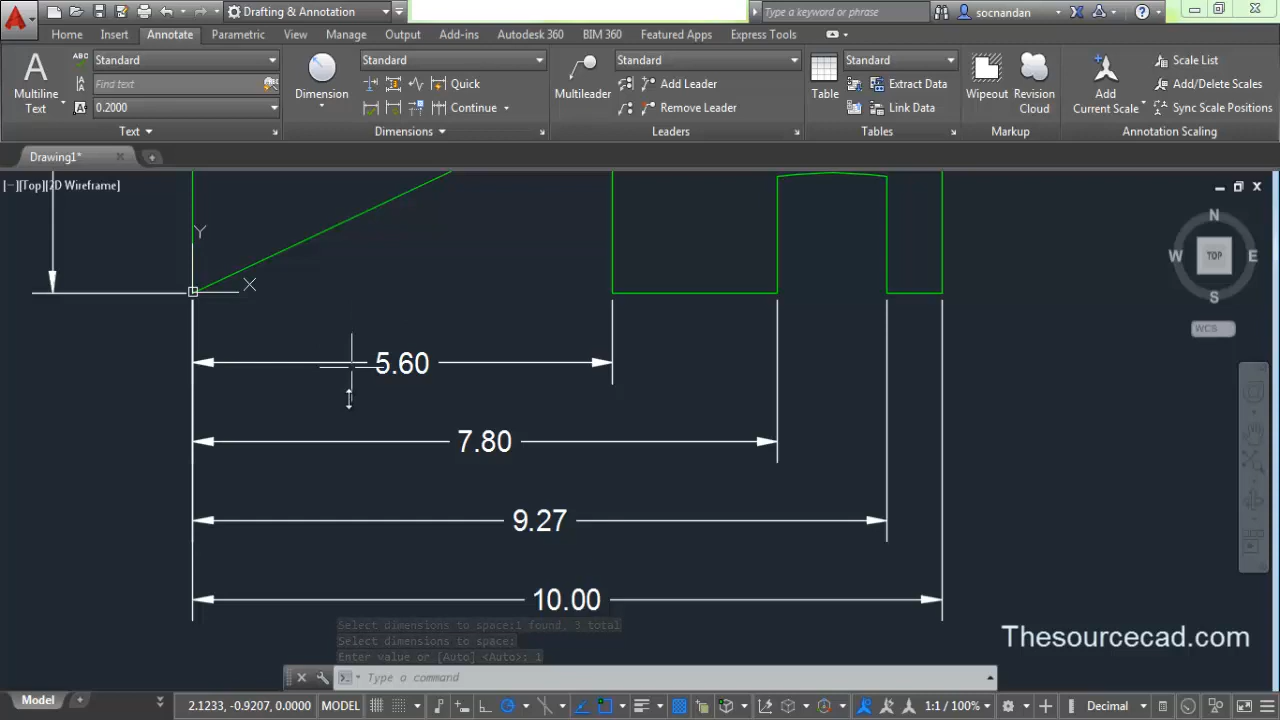 Drafting & Annotation
Type a keyword or phrase
socnandan
Home Insert Annotate Parametric View Manage Output Add-ins Autodesk 360 BIM 360 Featured Apps Express Tools
Multiline Text
ABC
Standard
Find text
0.2000
Text
Dimension
Standard
Quick
Continue
Dimensions
Multileader
Standard
Add Leader
Remove Leader
Leaders
Table
Standard
Extract Data
Link Data
Tables
Wipeout
Revision Cloud
Markup
Add Current Scale
Scale List
Add/Delete Scales
Sync Scale Positions
Annotation Scaling
Drawing1*
[−][Top][2D Wireframe]
N
W TOP E
S
WCS
Y
X
5.60
7.80
9.27
10.00
Select dimensions to space:1 found, 3 total
Select dimensions to space:
Enter value or [Auto] <Auto>: 1
Thesourcecad.com
Type a command
Model
2.1233, -0.9207, 0.0000 MODEL
1:1 / 100%
Decimal